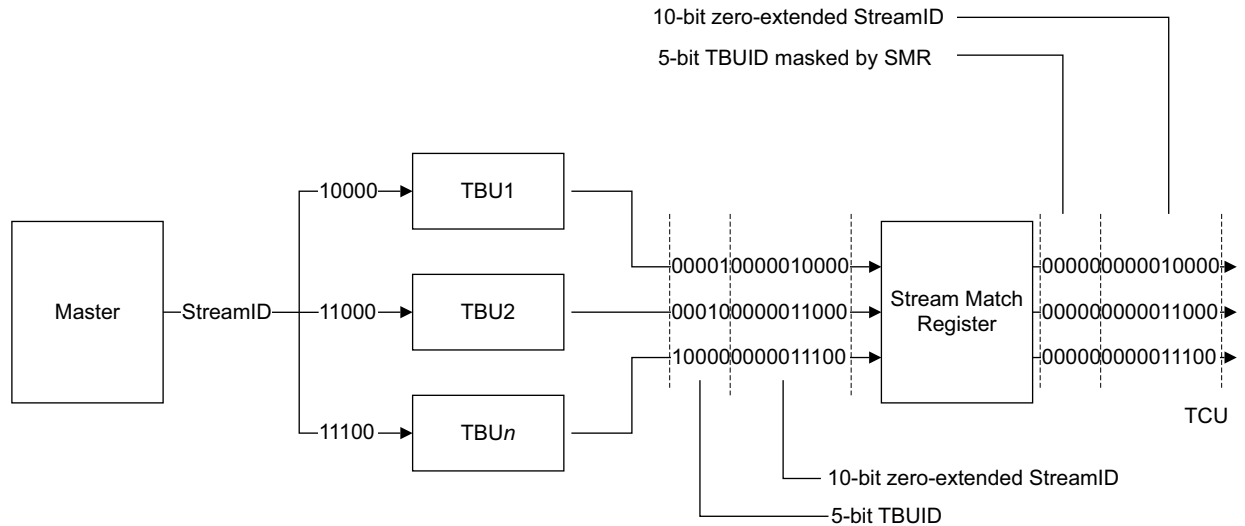 10-bit zero-extended StreamID
5-bit TBUID masked by SMR
Master
StreamID
10000
11000
11100
TBU1
TBU2
TBUn
000010000010000
000100000011000
100000000011100
Stream Match
Register
000000000010000
000000000011000
000000000011100
TCU
10-bit zero-extended StreamID
5-bit TBUID